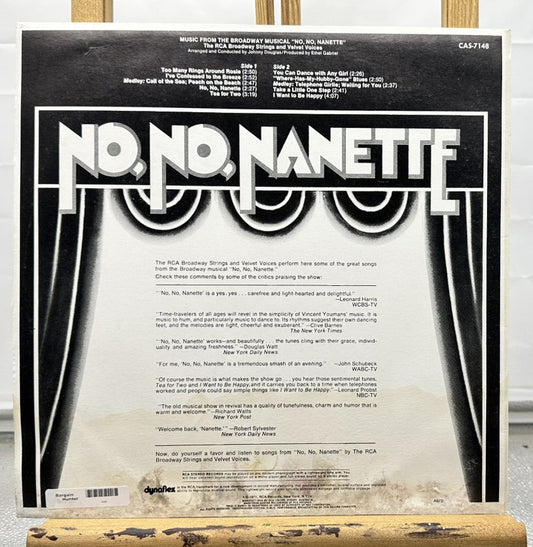 MUSIC FROM THE BROADWAY MUSICAL "NO, NO, NANETTE"
The RCA Broadway Strings and Velvet Voices
Arranged and Conducted by Johnny Douglas/Produced by Ethel Gabriel
CAS-7148
Side 1
Too Many Rings Around Rosie (2:50)
I've Confessed to the Breeze (2:52)
Medley: Call of the Sea; Peach on the Beach (2:47)
No, No, Nanette (2:27)
Tea for Two (3:19)
Side 2
You Can Dance with Any Girl (2:26)
"Where-Has-My-Hubby-Gone" Blues (2:50)
Medley: Telephone Girlie; Waiting for You (2:37)
Take a Little One Step (2:41)
I Want to Be Happy (4:07)
NO, NO, NANETTE
The RCA Broadway Strings and Velvet Voices perform here some of the great songs
from the Broadway musical "No, No, Nanette."
Check these comments by some of the critics praising the show:
"'No, No, Nanette' is a yes, yes . . . carefree and light-hearted and delightful."
—Leonard Harris
WCBS-TV
"Time-travelers of all ages will revel in the simplicity of Vincent Youmans' music. It is
music to hum, and particularly music to dance to. Its rhythms suggest their own dancing
feet, and the melodies are light, cheerful and exuberant." —Clive Barnes
The New York Times
"'No, No, Nanette' works—and beautifully . . . the tunes cling with their grace, individ-
uality and amazing freshness." —Douglas Watt
New York Daily News
"For me, 'No, No, Nanette' is a tremendous smash of an evening." —John Schubeck
WABC-TV
"Of course the music is what makes the show go . . . you hear those sentimental tunes,
Tea for Two and I Want to Be Happy, and it carries you back to a time when telephones
worked and people could say simple things like I Want to Be Happy."—Leonard Probst
NBC-TV
"The old musical show in revival has a quality of tunefulness, charm and humor that is
warm and welcome." —Richard Watts
New York Post
"Welcome back, 'Nanette.'" —Robert Sylvester
New York Daily News
Now, do yourself a favor and listen to songs from "No, No, Nanette" by The RCA
Broadway Strings and Velvet Voices.
Bargain
Hunter
dynaflex